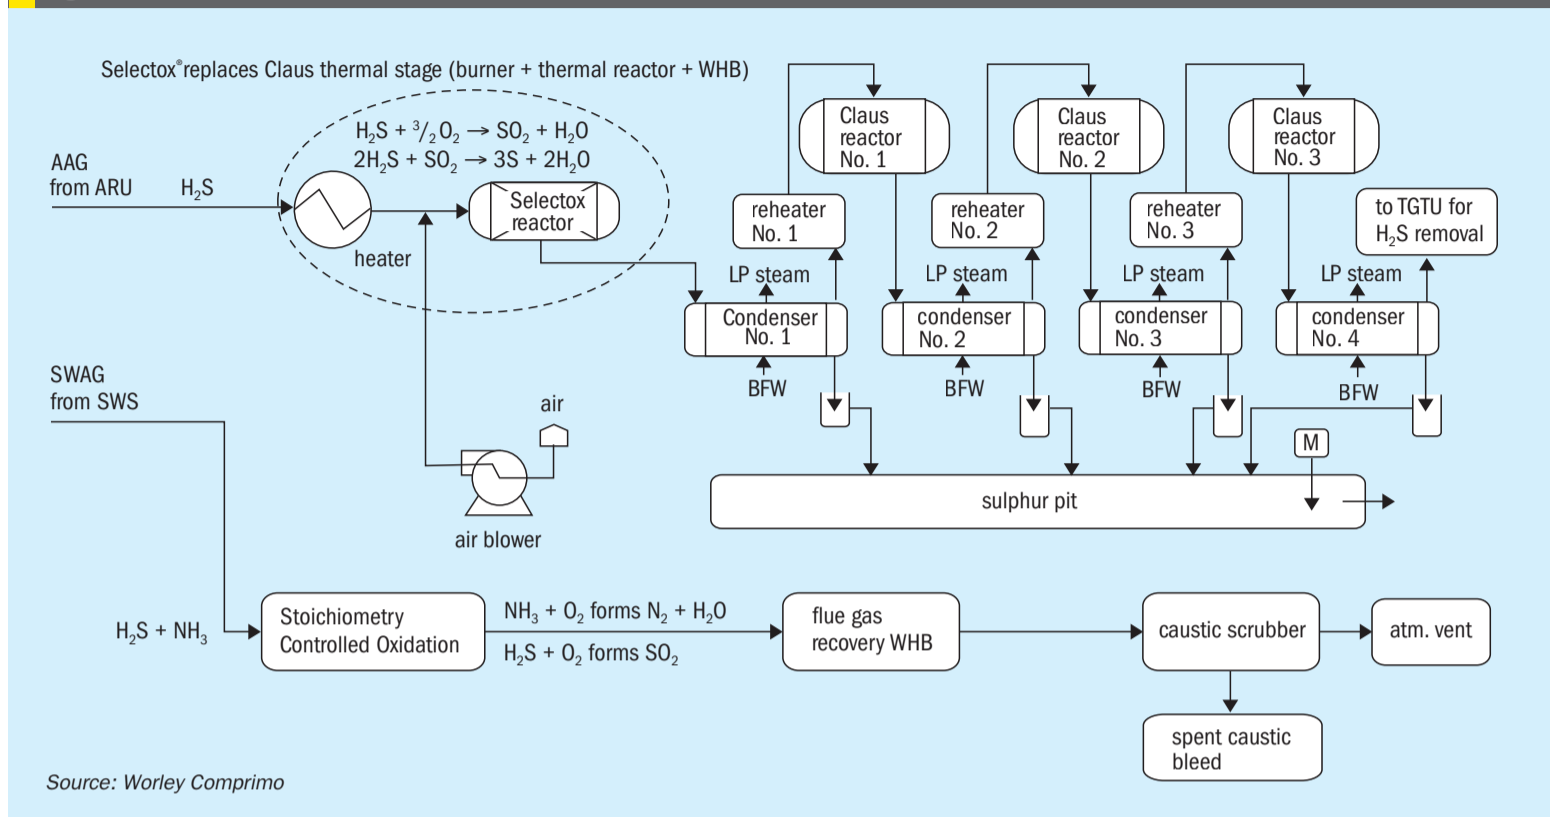 Selectox® replaces Claus thermal stage (burner + thermal reactor + WHB)
H₂S + ³/₂O₂ → SO₂ + H₂O
2H₂S + SO₂ → 3S + 2H₂O
AAG
from ARU
H₂S
heater
Selectox
reactor
Claus
reactor
No. 1
Claus
reactor
No. 2
Claus
reactor
No. 3
reheater
No. 1
reheater
No. 2
reheater
No. 3
to TGTU for
H₂S removal
LP steam
LP steam
LP steam
LP steam
Condenser
No. 1
condenser
No. 2
condenser
No. 3
condenser
No. 4
BFW
BFW
BFW
BFW
SWAG
from SWS
air
air blower
M
sulphur pit
H₂S + NH₃
Stoichiometry
Controlled Oxidation
NH₃ + O₂ forms N₂ + H₂O
H₂S + O₂ forms SO₂
flue gas
recovery WHB
caustic scrubber
atm. vent
spent caustic
bleed
Source: Worley Comprimo